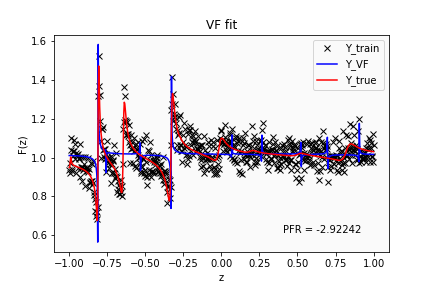 VF fit
Y_train
Y_VF
Y_true
F(z)
1.6
1.4
1.2
1.0
0.8
0.6
PFR = -2.92242
−1.00 −0.75 −0.50 −0.25 0.00 0.25 0.50 0.75 1.00
z